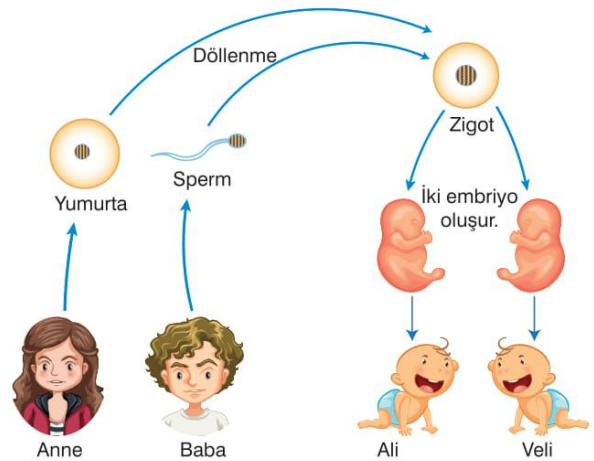 Döllenme
Zigot
Yumurta
Sperm
İki embriyo
oluşur.
Anne
Baba
Ali
Veli